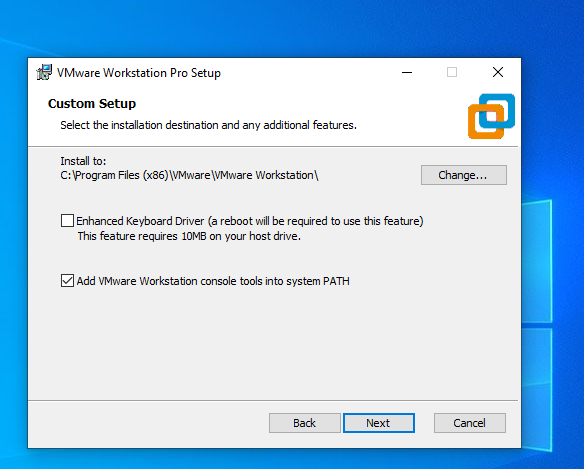 VMware Workstation Pro Setup
Custom Setup
Select the installation destination and any additional features.
Install to:
C:\Program Files (x86)\VMware\VMware Workstation\
Change...
Enhanced Keyboard Driver (a reboot will be required to use this feature)
This feature requires 10MB on your host drive.
Add VMware Workstation console tools into system PATH
Back
Next
Cancel